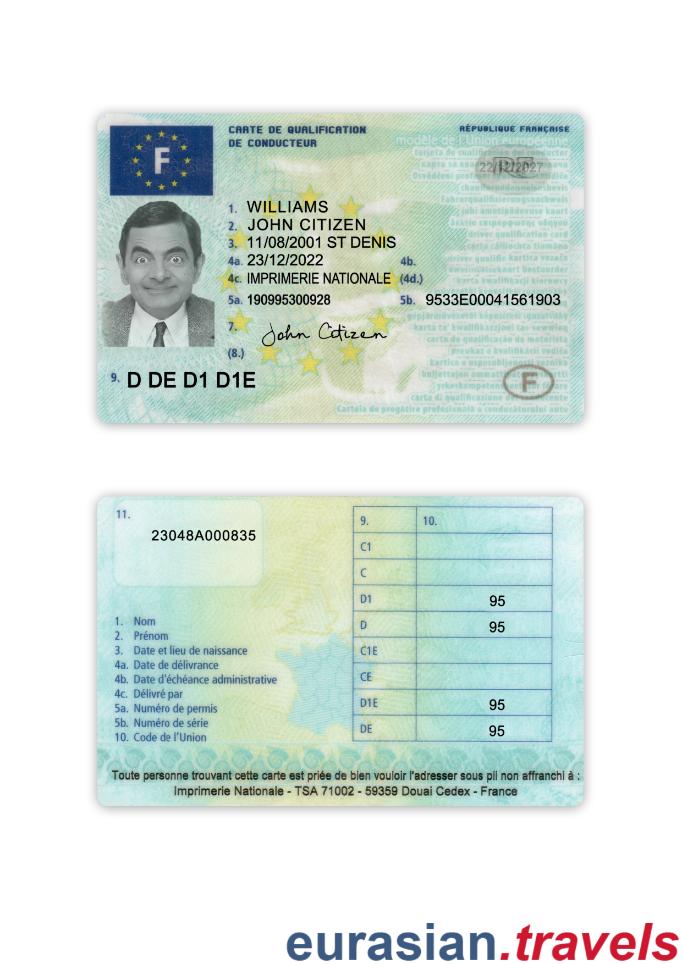 CARTE DE QUALIFICATION
DE CONDUCTEUR
RÉPUBLIQUE FRANÇAISE
modèle de l'Union européenne
F
22/12/2027
RF
1. WILLIAMS
2. JOHN CITIZEN
3. 11/08/2001 ST DENIS
4a. 23/12/2022 4b.
4c. IMPRIMERIE NATIONALE (4d.)
5a. 190995300928 5b. 9533E00041561903
7. John Citizen
(8.)
9. D DE D1 D1E
F
driver qualification card
11.
23048A000835
1. Nom
2. Prénom
3. Date et lieu de naissance
4a. Date de délivrance
4b. Date d'échéance administrative
4c. Délivré par
5a. Numéro de permis
5b. Numéro de série
10. Code de l'Union
9. 10.
C1
C
D1 95
D 95
C1E
CE
D1E 95
DE 95
Toute personne trouvant cette carte est priée de bien vouloir l'adresser sous pli non affranchi à :
Imprimerie Nationale - TSA 71002 - 59359 Douai Cedex - France
eurasian.travels